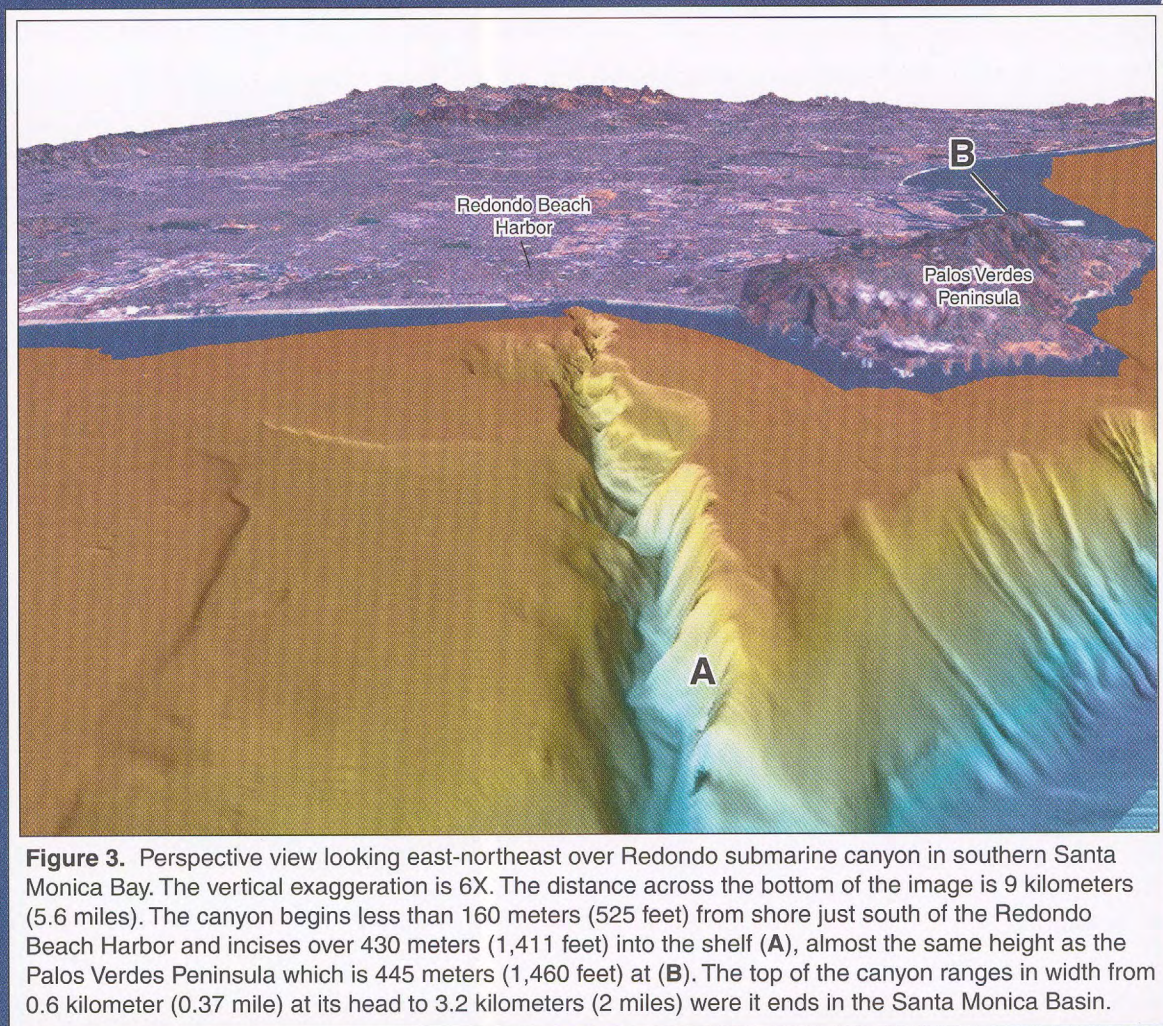 B
Redondo Beach
Harbor
Palos Verdes
Peninsula
A
Figure 3. Perspective view looking east-northeast over Redondo submarine canyon in southern Santa
Monica Bay. The vertical exaggeration is 6X. The distance across the bottom of the image is 9 kilometers
(5.6 miles). The canyon begins less than 160 meters (525 feet) from shore just south of the Redondo
Beach Harbor and incises over 430 meters (1,411 feet) into the shelf (A), almost the same height as the
Palos Verdes Peninsula which is 445 meters (1,460 feet) at (B). The top of the canyon ranges in width from
0.6 kilometer (0.37 mile) at its head to 3.2 kilometers (2 miles) were it ends in the Santa Monica Basin.